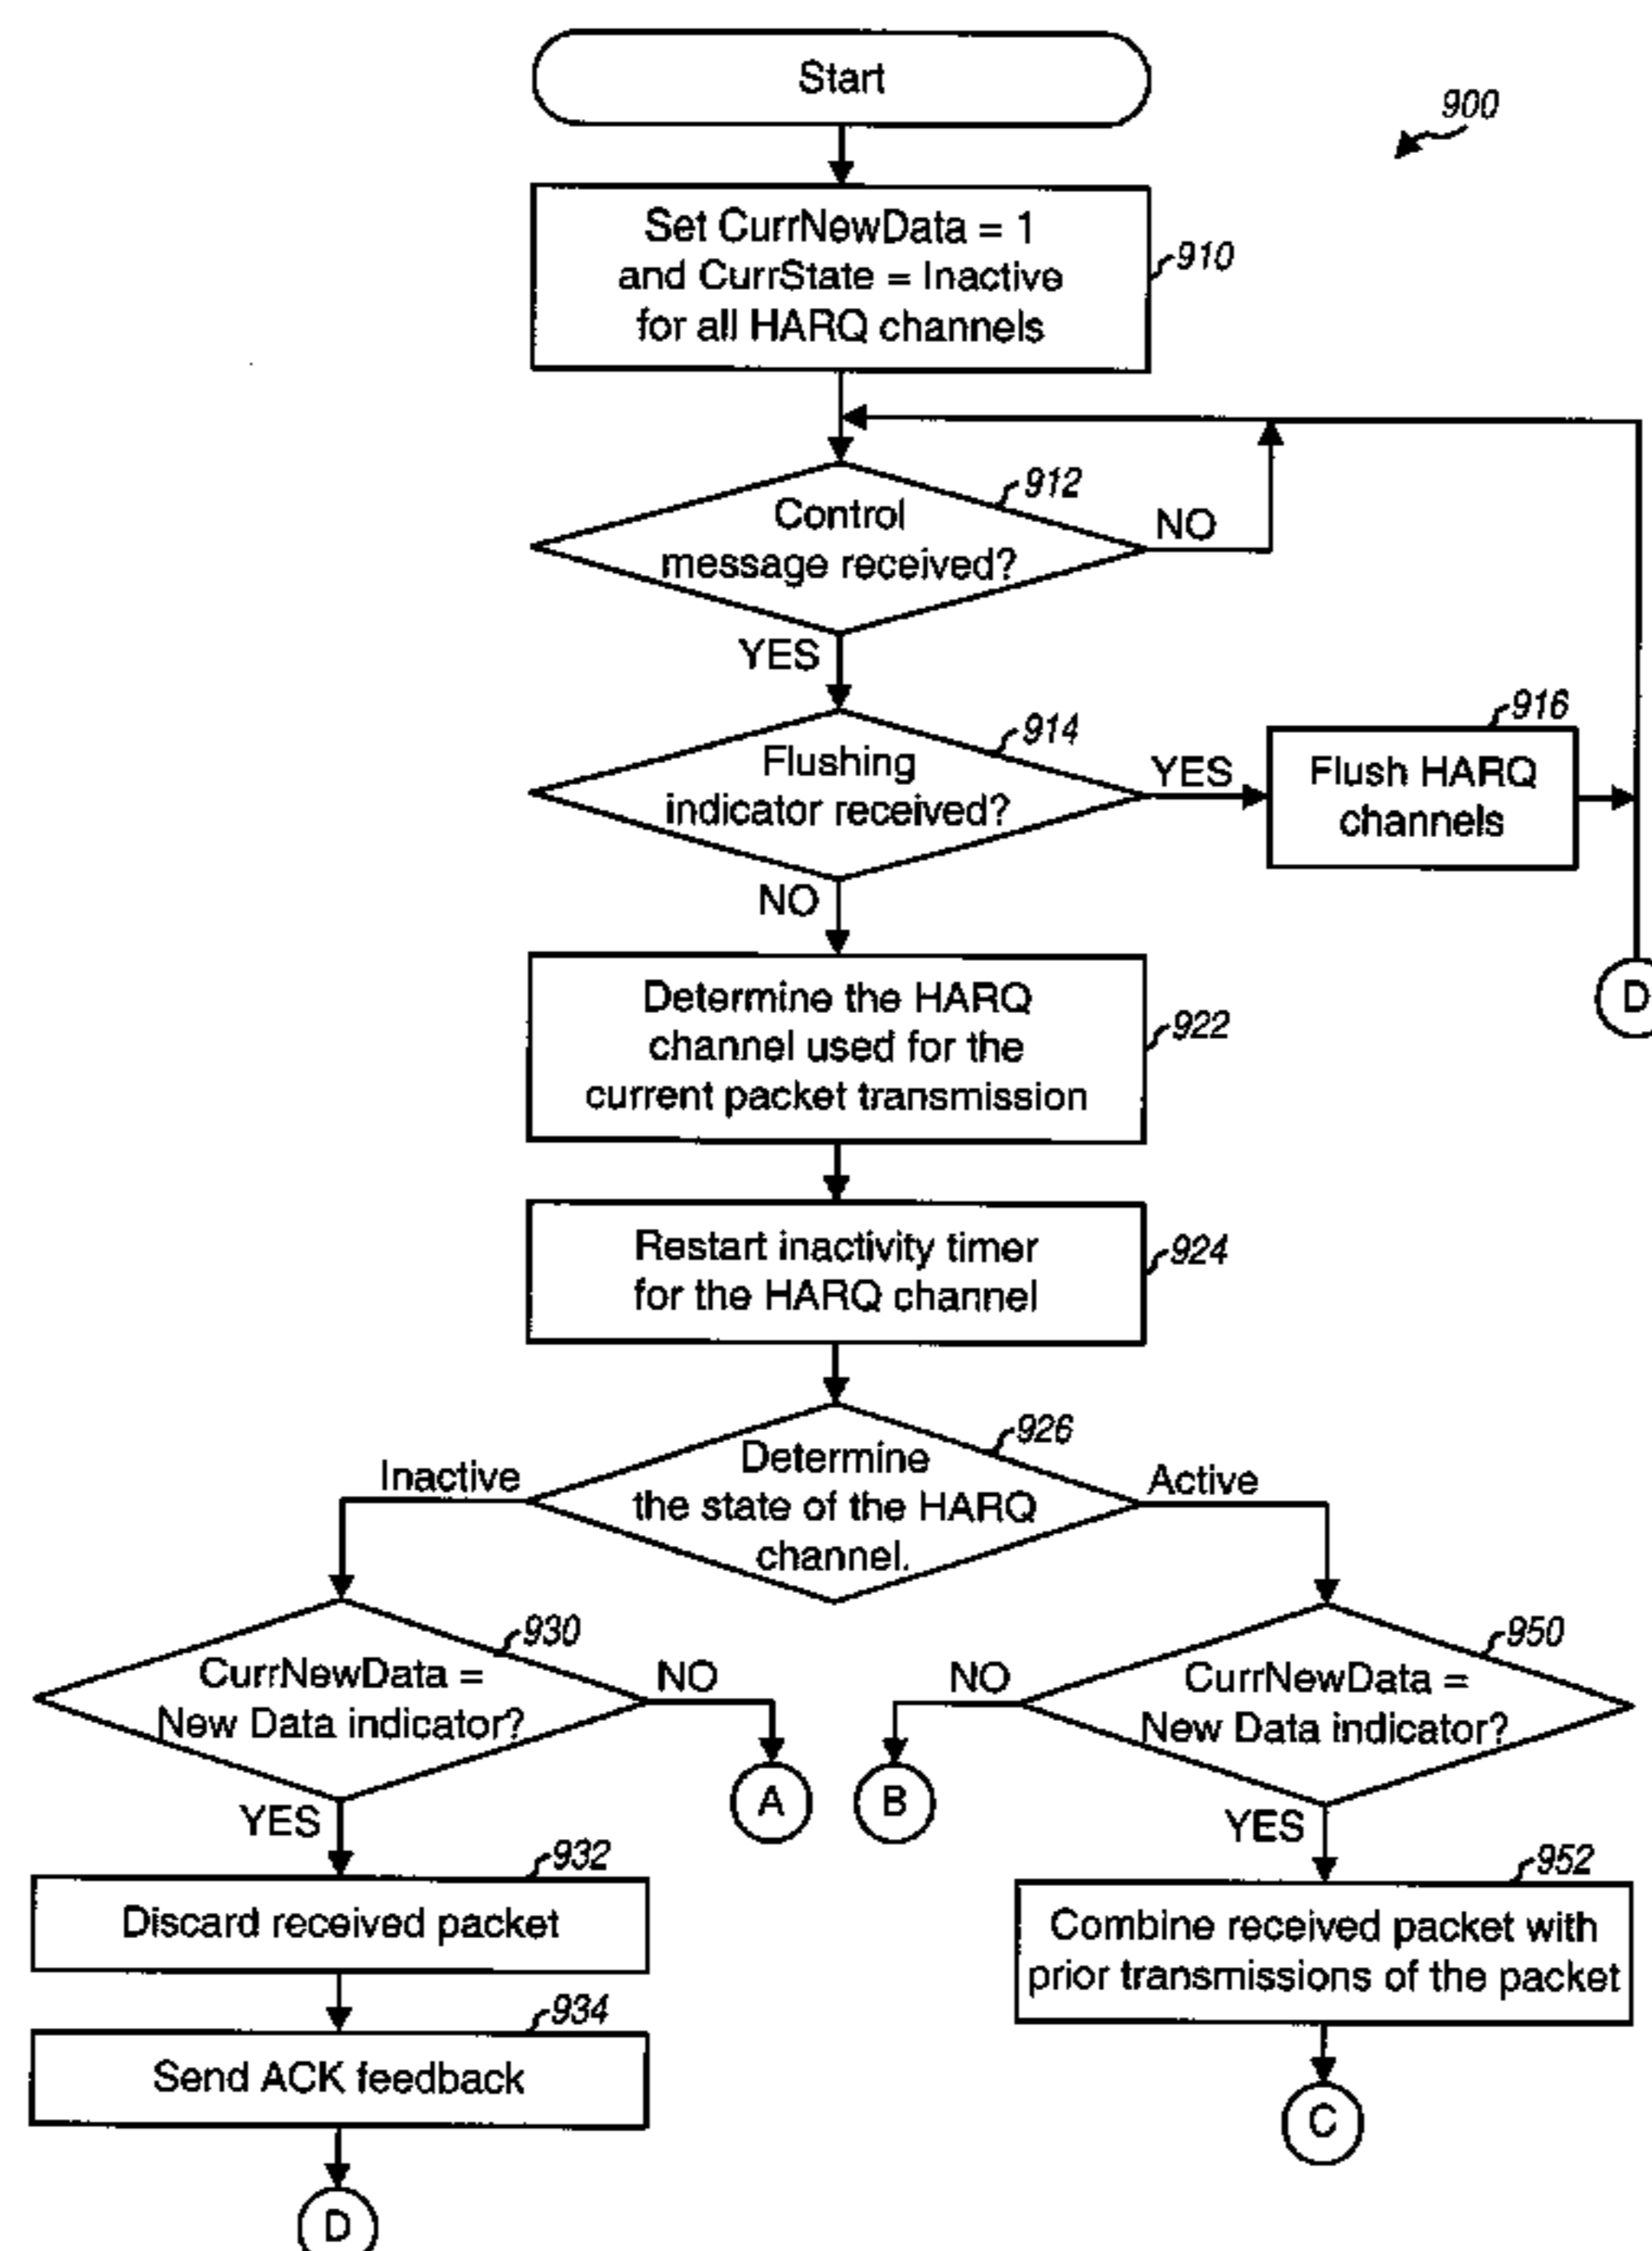 Start
900
Set CurrNewData = 1
and CurrState = Inactive
for all HARQ channels
910
912
Control
message received?
NO
YES
914
Flushing
indicator received?
YES
916
Flush HARQ
channels
NO
D
Determine the HARQ
channel used for the
current packet transmission
922
Restart inactivity timer
for the HARQ channel
924
926
Determine
the state of the HARQ
channel.
Inactive
Active
930
CurrNewData =
New Data indicator?
NO
A
950
CurrNewData =
New Data indicator?
NO
B
YES
932
Discard received packet
934
Send ACK feedback
D
YES
952
Combine received packet with
prior transmissions of the packet
C